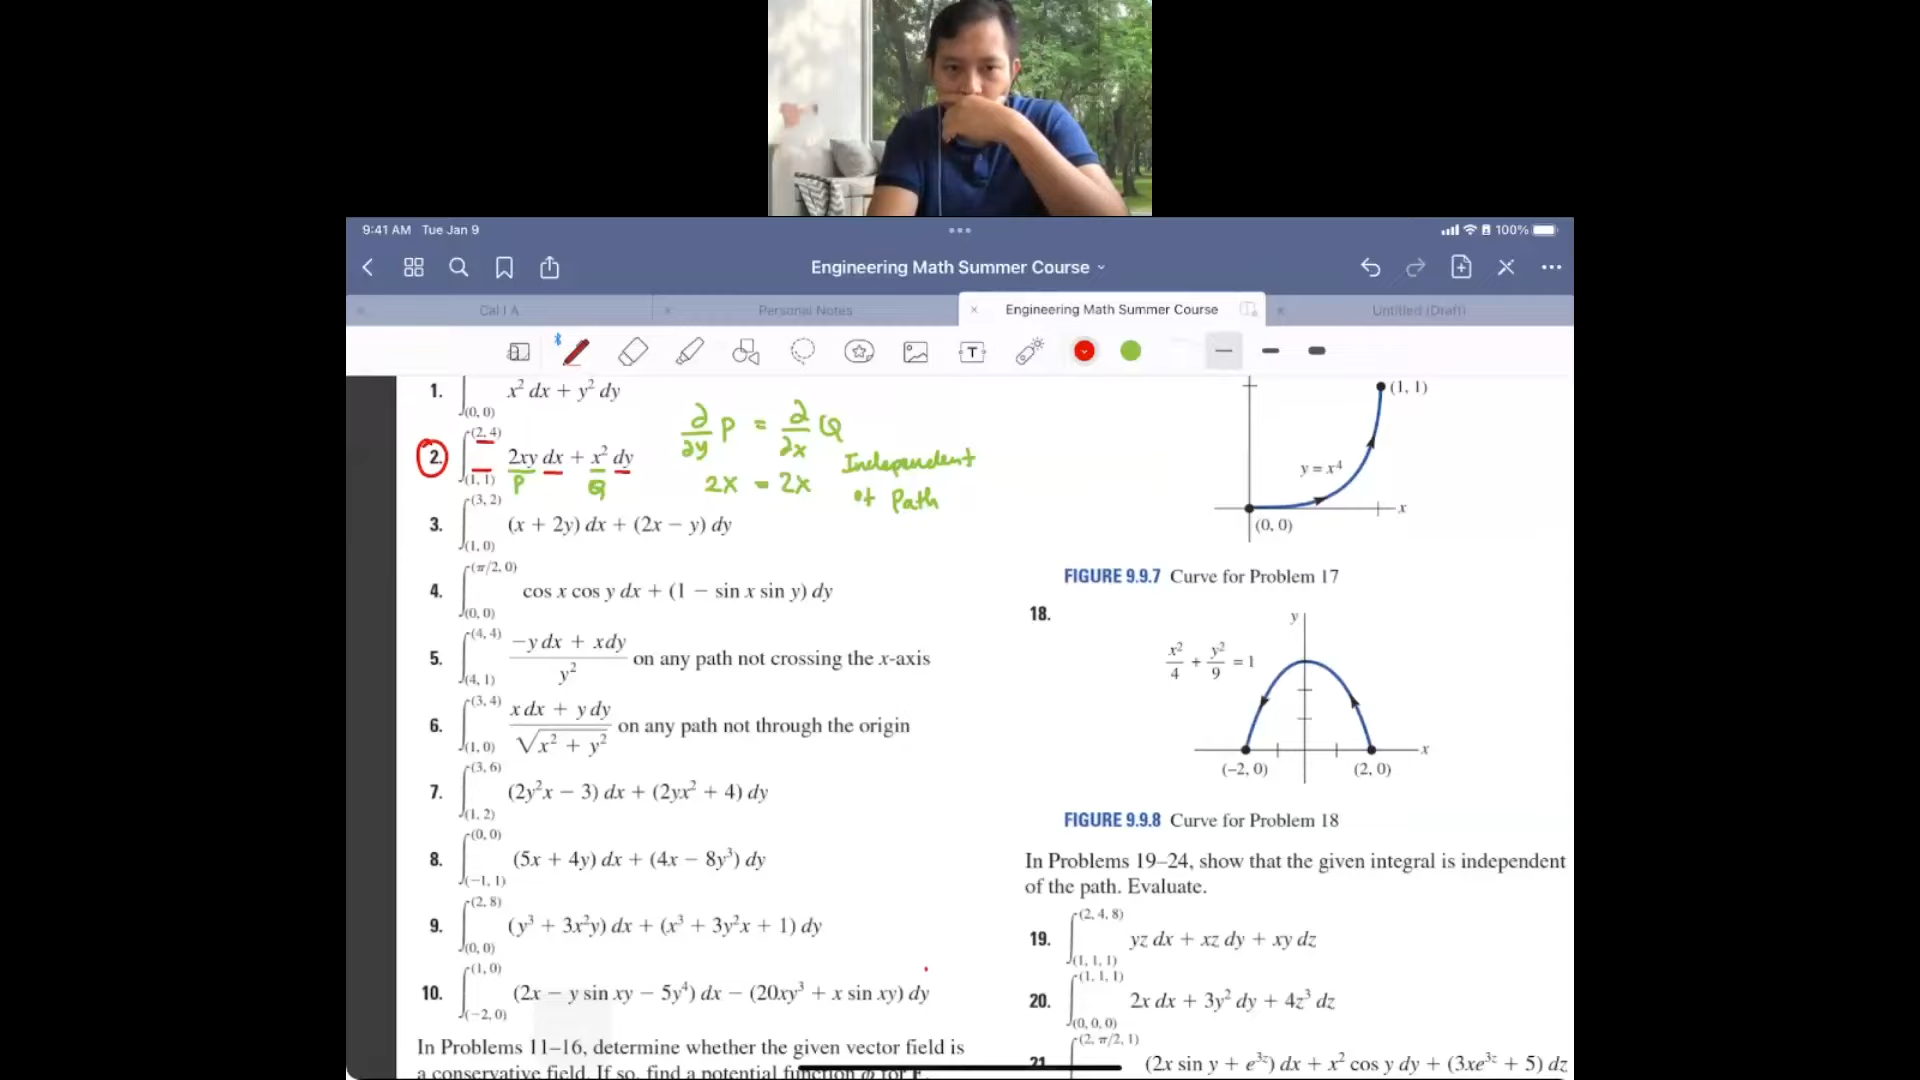 9:41 AM Tue Jan 9
100%
Engineering Math Summer Course
Cal I A
Personal Notes
Engineering Math Summer Course
Untitled (Draft)
1. ∫_(0, 0) x² dx + y² dy
2. ∫_(1, 1)^(2, 4) 2xy dx + x² dy
P Q
∂/∂y P = ∂/∂x Q
2x = 2x
Independent
of Path
3. ∫_(1, 0)^(3, 2) (x + 2y) dx + (2x − y) dy
4. ∫_(0, 0)^(π/2, 0) cos x cos y dx + (1 − sin x sin y) dy
5. ∫_(4, 1)^(4, 4) (−y dx + x dy)/y² on any path not crossing the x-axis
6. ∫_(1, 0)^(3, 4) (x dx + y dy)/√(x² + y²) on any path not through the origin
7. ∫_(1, 2)^(3, 6) (2y²x − 3) dx + (2yx² + 4) dy
8. ∫_(−1, 1)^(0, 0) (5x + 4y) dx + (4x − 8y³) dy
9. ∫_(0, 0)^(2, 8) (y³ + 3x²y) dx + (x³ + 3y²x + 1) dy
10. ∫_(−2, 0)^(1, 0) (2x − y sin xy − 5y⁴) dx − (20xy³ + x sin xy) dy
In Problems 11–16, determine whether the given vector field is
a conservative field. If so, find a potential function ϕ for F.
(1, 1)
y = x⁴
x
(0, 0)
FIGURE 9.9.7 Curve for Problem 17
18.
y
x²/4 + y²/9 = 1
x
(−2, 0)
(2, 0)
FIGURE 9.9.8 Curve for Problem 18
In Problems 19–24, show that the given integral is independent
of the path. Evaluate.
19. ∫_(1, 1, 1)^(2, 4, 8) yz dx + xz dy + xy dz
20. ∫_(0, 0, 0)^(1, 1, 1) 2x dx + 3y² dy + 4z³ dz
21. ∫^(2, π/2, 1) (2x sin y + e³ᶻ) dx + x² cos y dy + (3xe³ᶻ + 5) dz